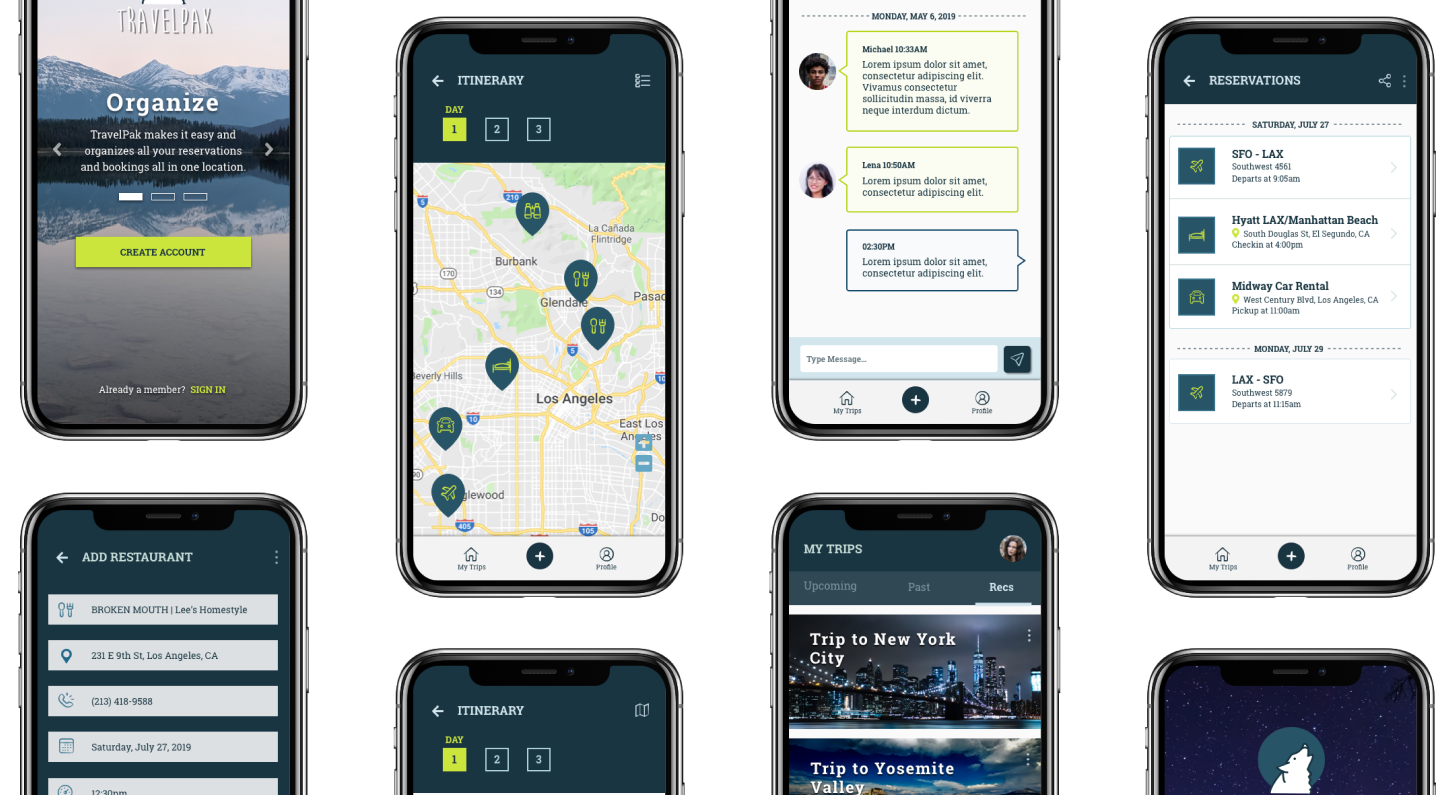 TRAVELPAK
Organize
TravelPak makes it easy and
organizes all your reservations
and bookings all in one location.
CREATE ACCOUNT
Already a member? SIGN IN
ADD RESTAURANT
BROKEN MOUTH | Lee's Homestyle
231 E 9th St, Los Angeles, CA
(213) 418-9588
Saturday, July 27, 2019
12:30pm
ITINERARY
DAY
1 2 3
5
210
La Cañada
Flintridge
Burbank
170
134
Glendale
Pasad
5
Beverly Hills
10
Los Angeles
10
East Los
Angeles
90
glewood
Do
405
105
My Trips
Profile
ITINERARY
DAY
1 2 3
MONDAY, MAY 6, 2019
Michael 10:33AM
Lorem ipsum dolor sit amet,
consectetur adipiscing elit.
Vivamus consectetur
sollicitudin massa, id viverra
neque interdum dictum.
Lena 10:50AM
Lorem ipsum dolor sit amet,
consectetur adipiscing elit.
02:30PM
Lorem ipsum dolor sit amet,
consectetur adipiscing elit.
Type Message...
My Trips
Profile
MY TRIPS
Upcoming Past Recs
Trip to New York
City
Trip to Yosemite
Valley
RESERVATIONS
SATURDAY, JULY 27
SFO - LAX
Southwest 4561
Departs at 9:05am
Hyatt LAX/Manhattan Beach
South Douglas St, El Segundo, CA
Checkin at 4:00pm
Midway Car Rental
West Century Blvd, Los Angeles, CA
Pickup at 11:00am
MONDAY, JULY 29
LAX - SFO
Southwest 5879
Departs at 11:15am
My Trips
Profile